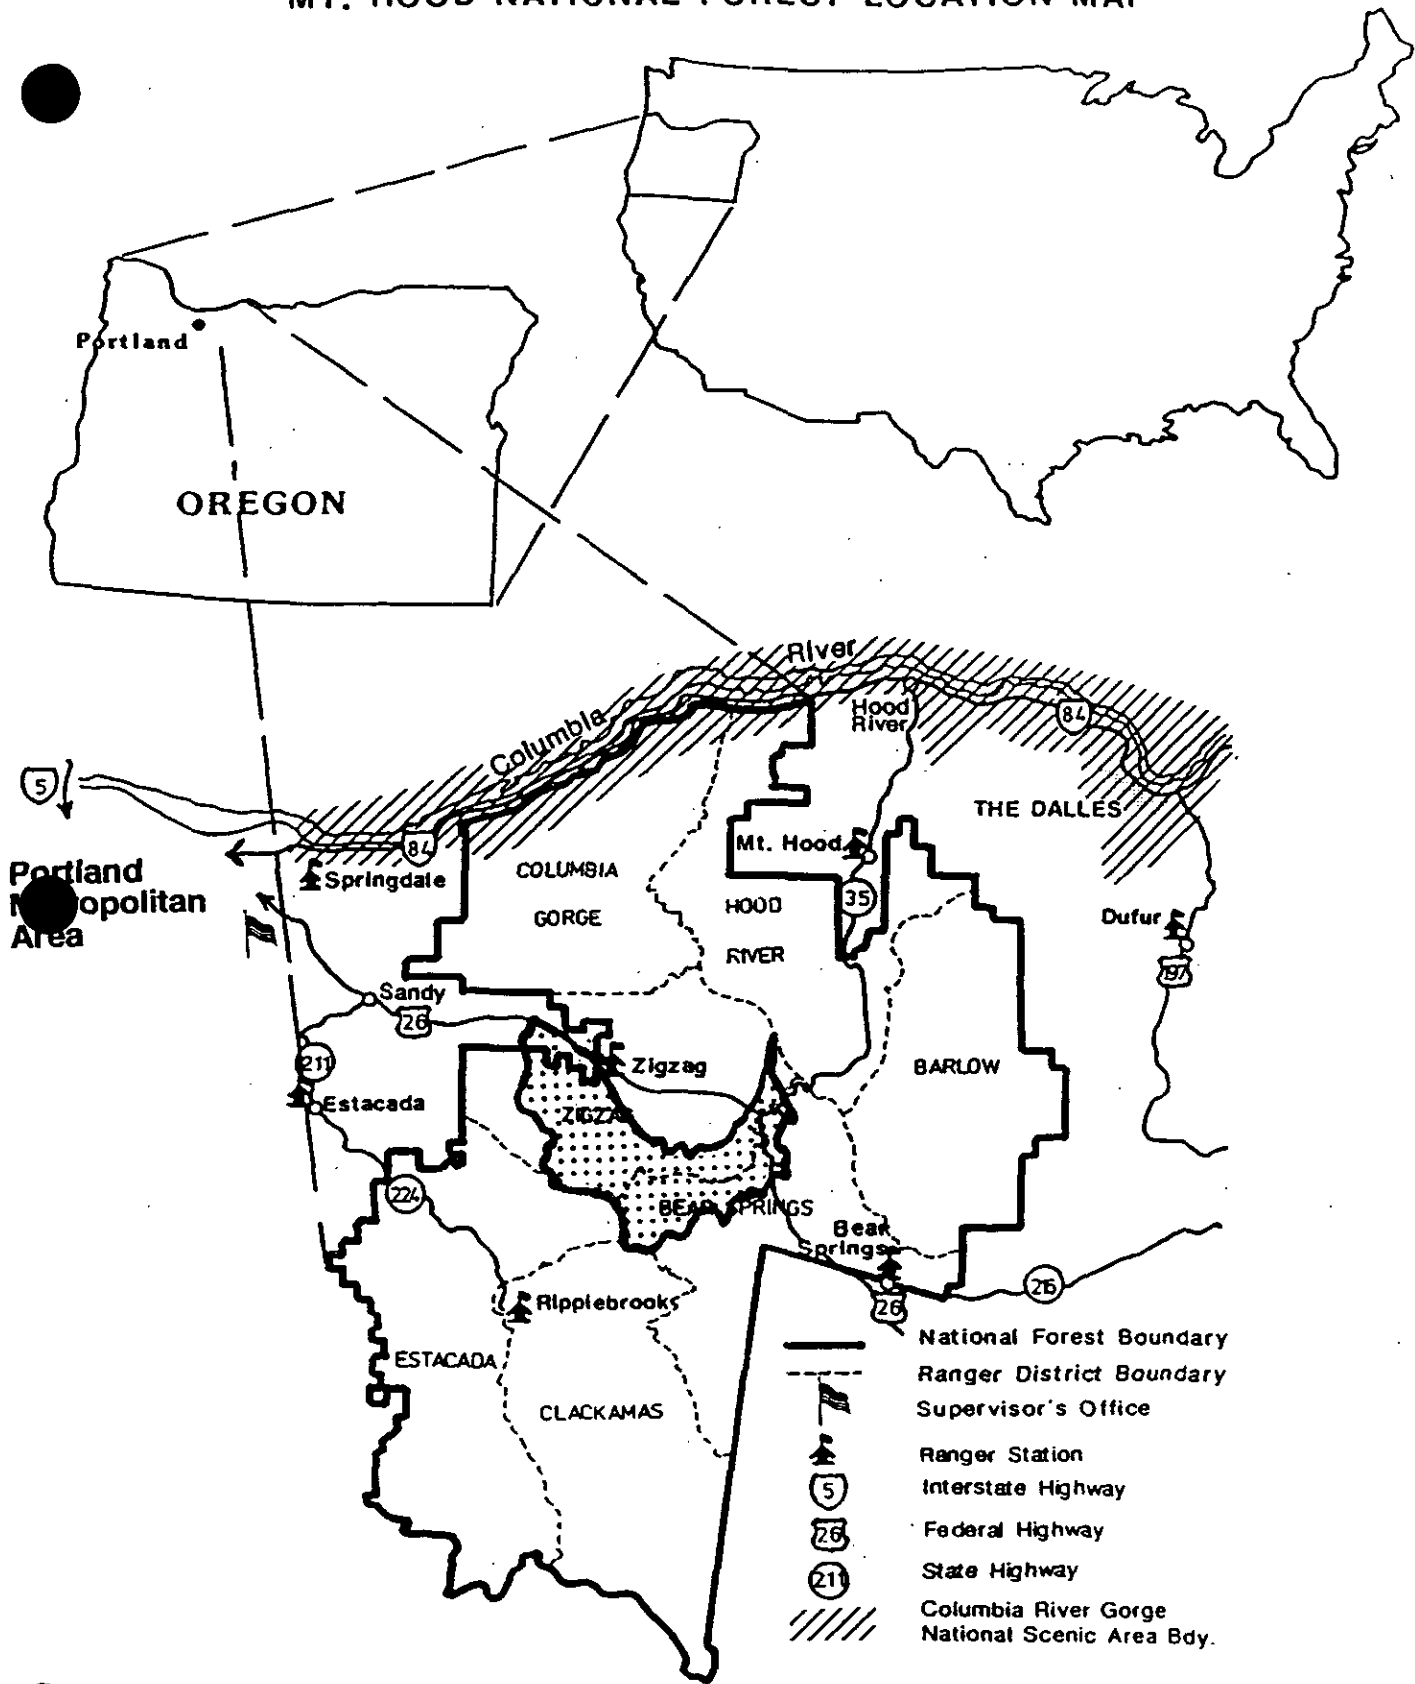 MT. HOOD NATIONAL FOREST LOCATION MAP
Portland
OREGON
River
Columbia
Hood
River
84
5
THE DALLES
84
Mt. Hood
Portland
Metropolitan
Area
Springdale
COLUMBIA
GORGE
HOOD
RIVER
35
Dufur
197
Sandy
26
211
Zigzag
BARLOW
Estacada
ZIGZAG
224
BEAR SPRINGS
Bear
Springs
26
216
Ripplebrooks
ESTACADA
CLACKAMAS
National Forest Boundary
Ranger District Boundary
Supervisor's Office
Ranger Station
5 Interstate Highway
26 Federal Highway
211 State Highway
Columbia River Gorge
National Scenic Area Bdy.